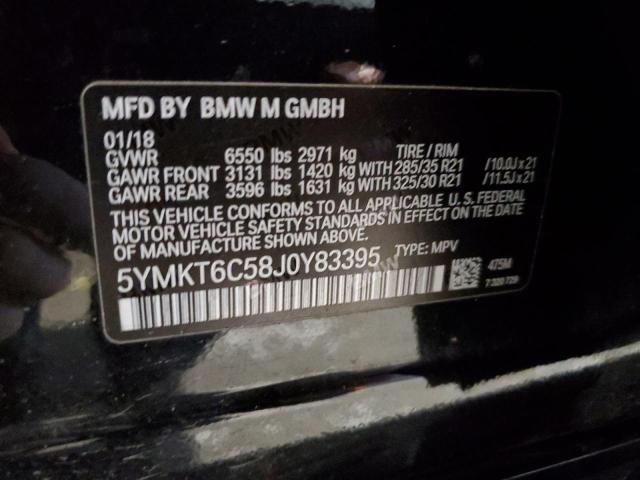 MFD BY BMW M GMBH
01/18
GVWR 6550 lbs 2971 kg TIRE / RIM
GAWR FRONT 3131 lbs 1420 kg WITH 285/35 R21 /10.0J x 21
GAWR REAR 3596 lbs 1631 kg WITH 325/30 R21 /11.5J x 21
THIS VEHICLE CONFORMS TO ALL APPLICABLE U.S. FEDERAL
MOTOR VEHICLE SAFETY STANDARDS IN EFFECT ON THE DATE
OF MANUFACTURE SHOWN ABOVE.
5YMKT6C58J0Y83395 TYPE: MPV
475M
7 320 729